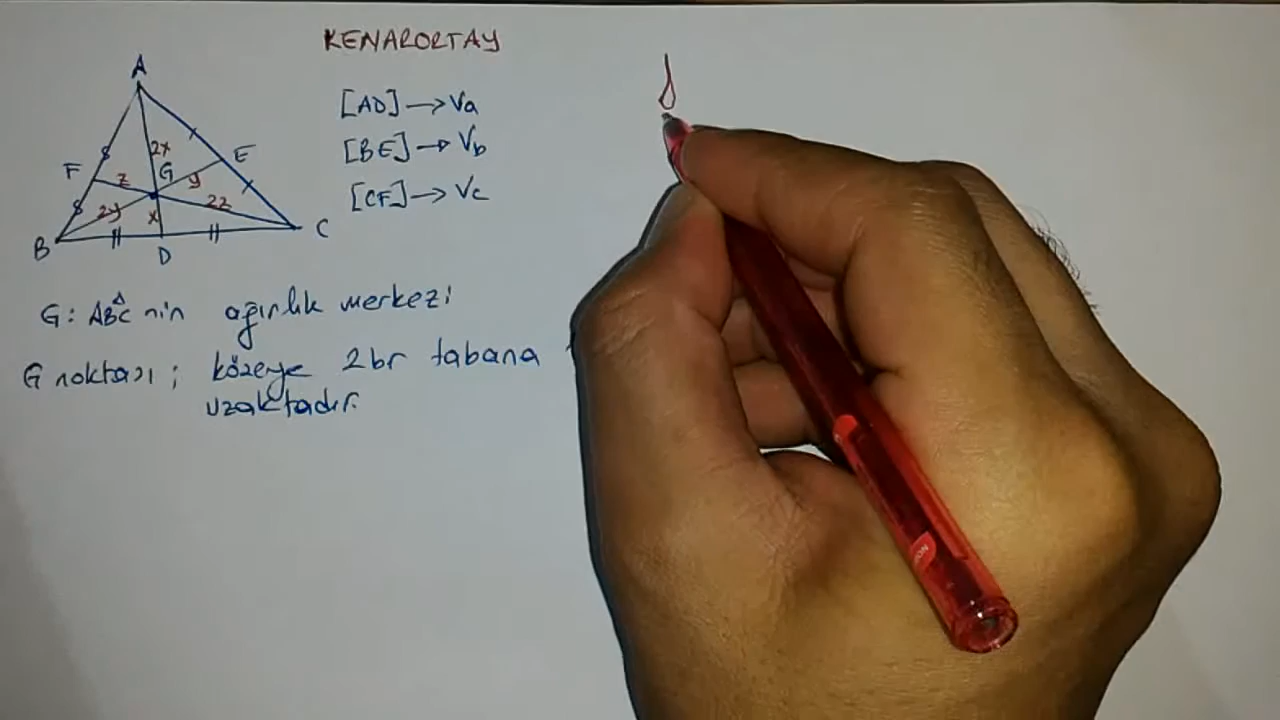 KENARORTAY
A
F
E
B
D
C
G
2x
z
y
2y
x
2z
[AD] → Va
[BE] → Vb
[CF] → Vc
G: ABC nin ağırlık merkezi
G noktası; köşeye 2br tabana
uzaktadır.